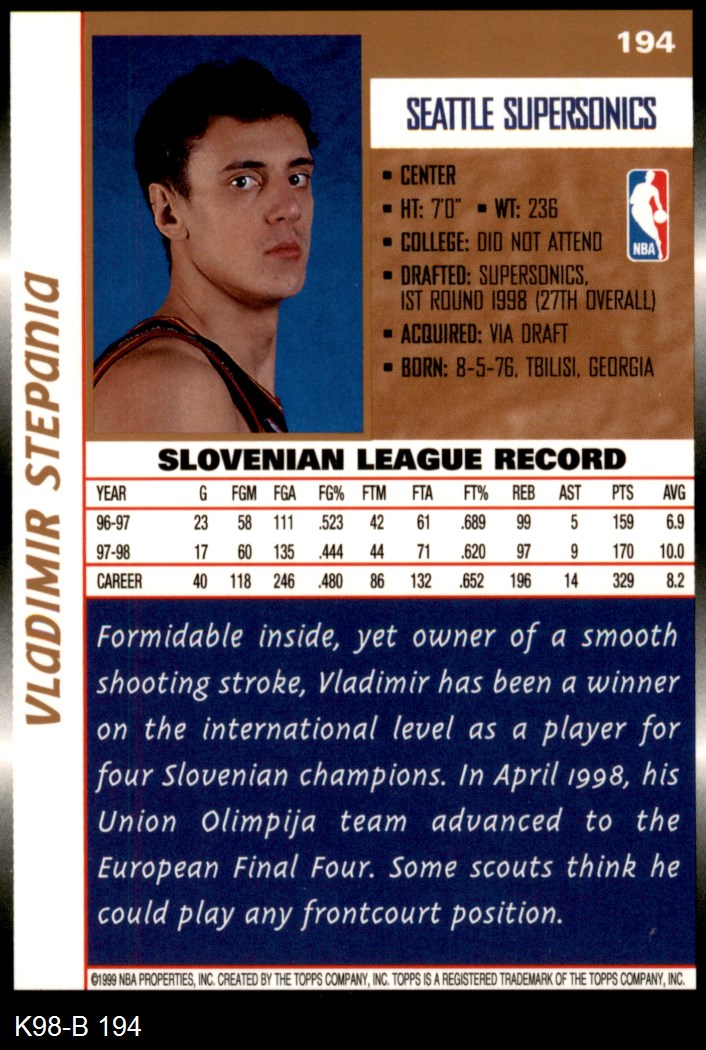 194
SEATTLE SUPERSONICS
▪ CENTER
▪ HT: 7'0" ▪ WT: 236
▪ COLLEGE: DID NOT ATTEND
▪ DRAFTED: SUPERSONICS,
1ST ROUND 1998 (27TH OVERALL)
▪ ACQUIRED: VIA DRAFT
▪ BORN: 8-5-76, TBILISI, GEORGIA
NBA
VLADIMIR STEPANIA
SLOVENIAN LEAGUE RECORD
YEAR G FGM FGA FG% FTM FTA FT% REB AST PTS AVG
96-97 23 58 111 .523 42 61 .689 99 5 159 6.9
97-98 17 60 135 .444 44 71 .620 97 9 170 10.0
CAREER 40 118 246 .480 86 132 .652 196 14 329 8.2
Formidable inside, yet owner of a smooth
shooting stroke, Vladimir has been a winner
on the international level as a player for
four Slovenian champions. In April 1998, his
Union Olimpija team advanced to the
European Final Four. Some scouts think he
could play any frontcourt position.
©1999 NBA PROPERTIES, INC. CREATED BY THE TOPPS COMPANY, INC. TOPPS IS A REGISTERED TRADEMARK OF THE TOPPS COMPANY, INC.
K98-B 194